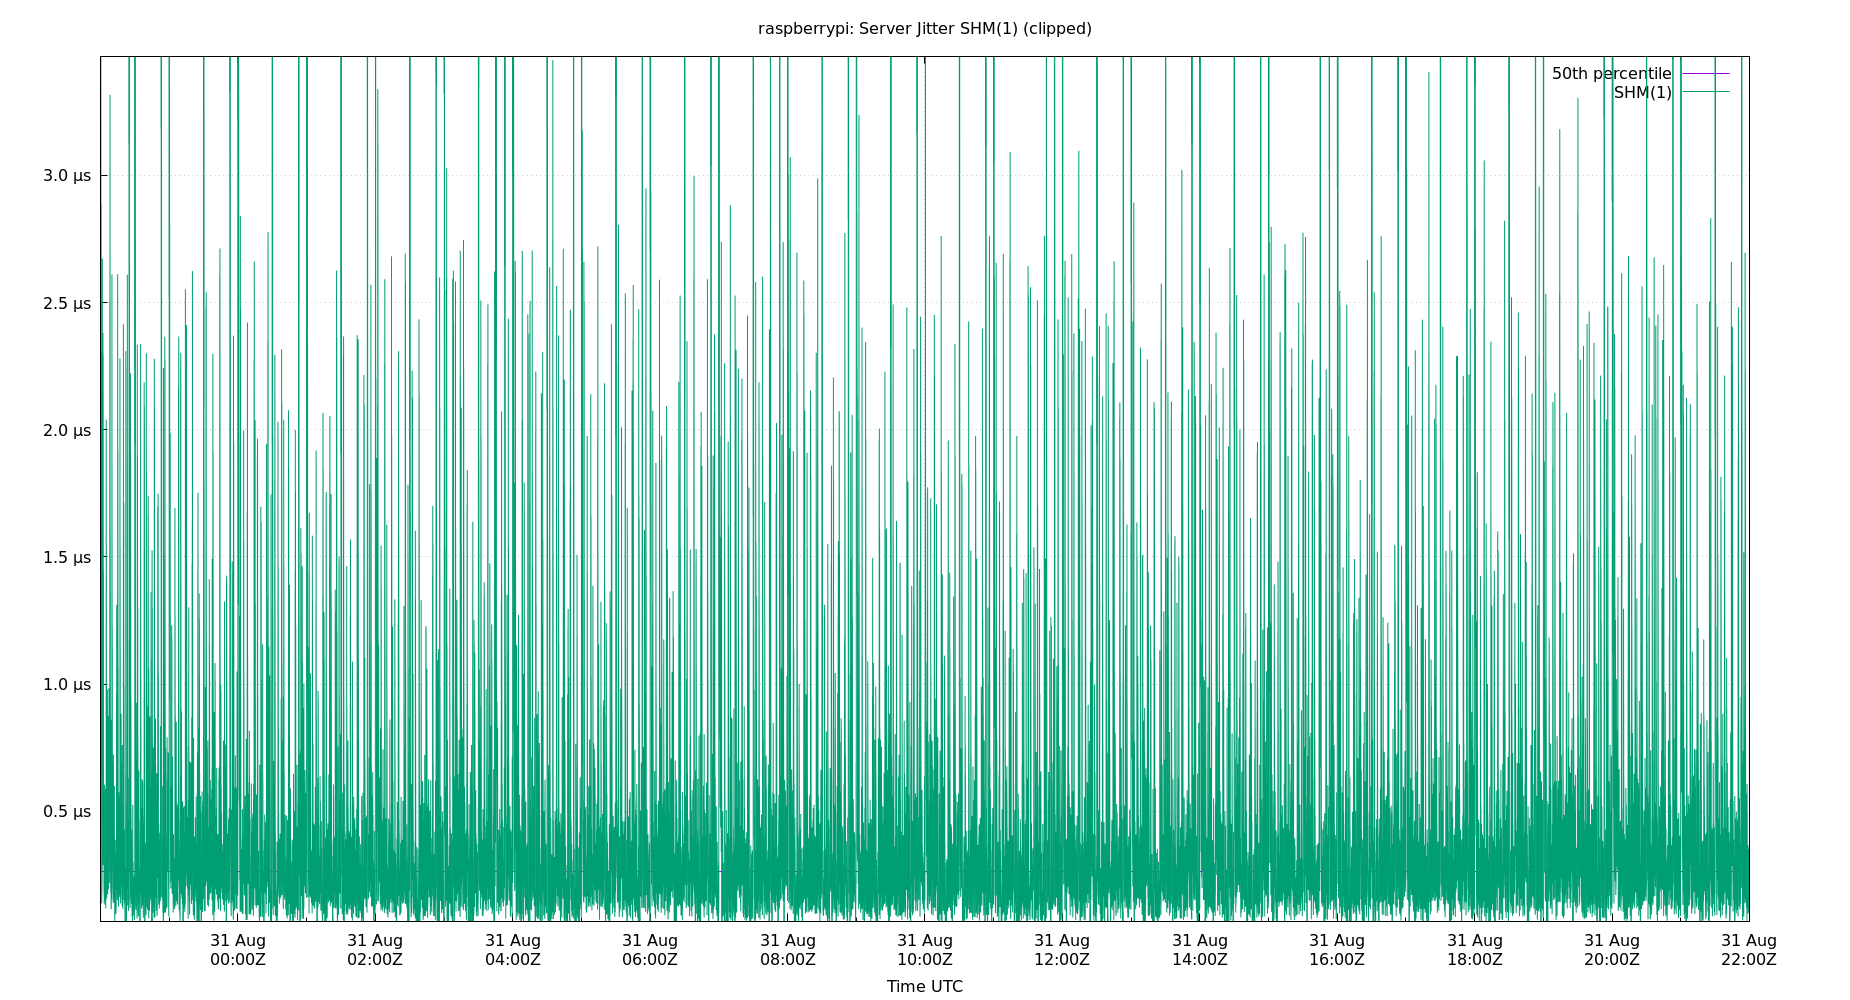 raspberrypi: Server Jitter SHM(1) (clipped)
50th percentile
SHM(1)
3.0 µs
2.5 µs
2.0 µs
1.5 µs
1.0 µs
0.5 µs
31 Aug 31 Aug 31 Aug 31 Aug 31 Aug 31 Aug 31 Aug 31 Aug 31 Aug 31 Aug 31 Aug 31 Aug
00:00Z 02:00Z 04:00Z 06:00Z 08:00Z 10:00Z 12:00Z 14:00Z 16:00Z 18:00Z 20:00Z 22:00Z
Time UTC